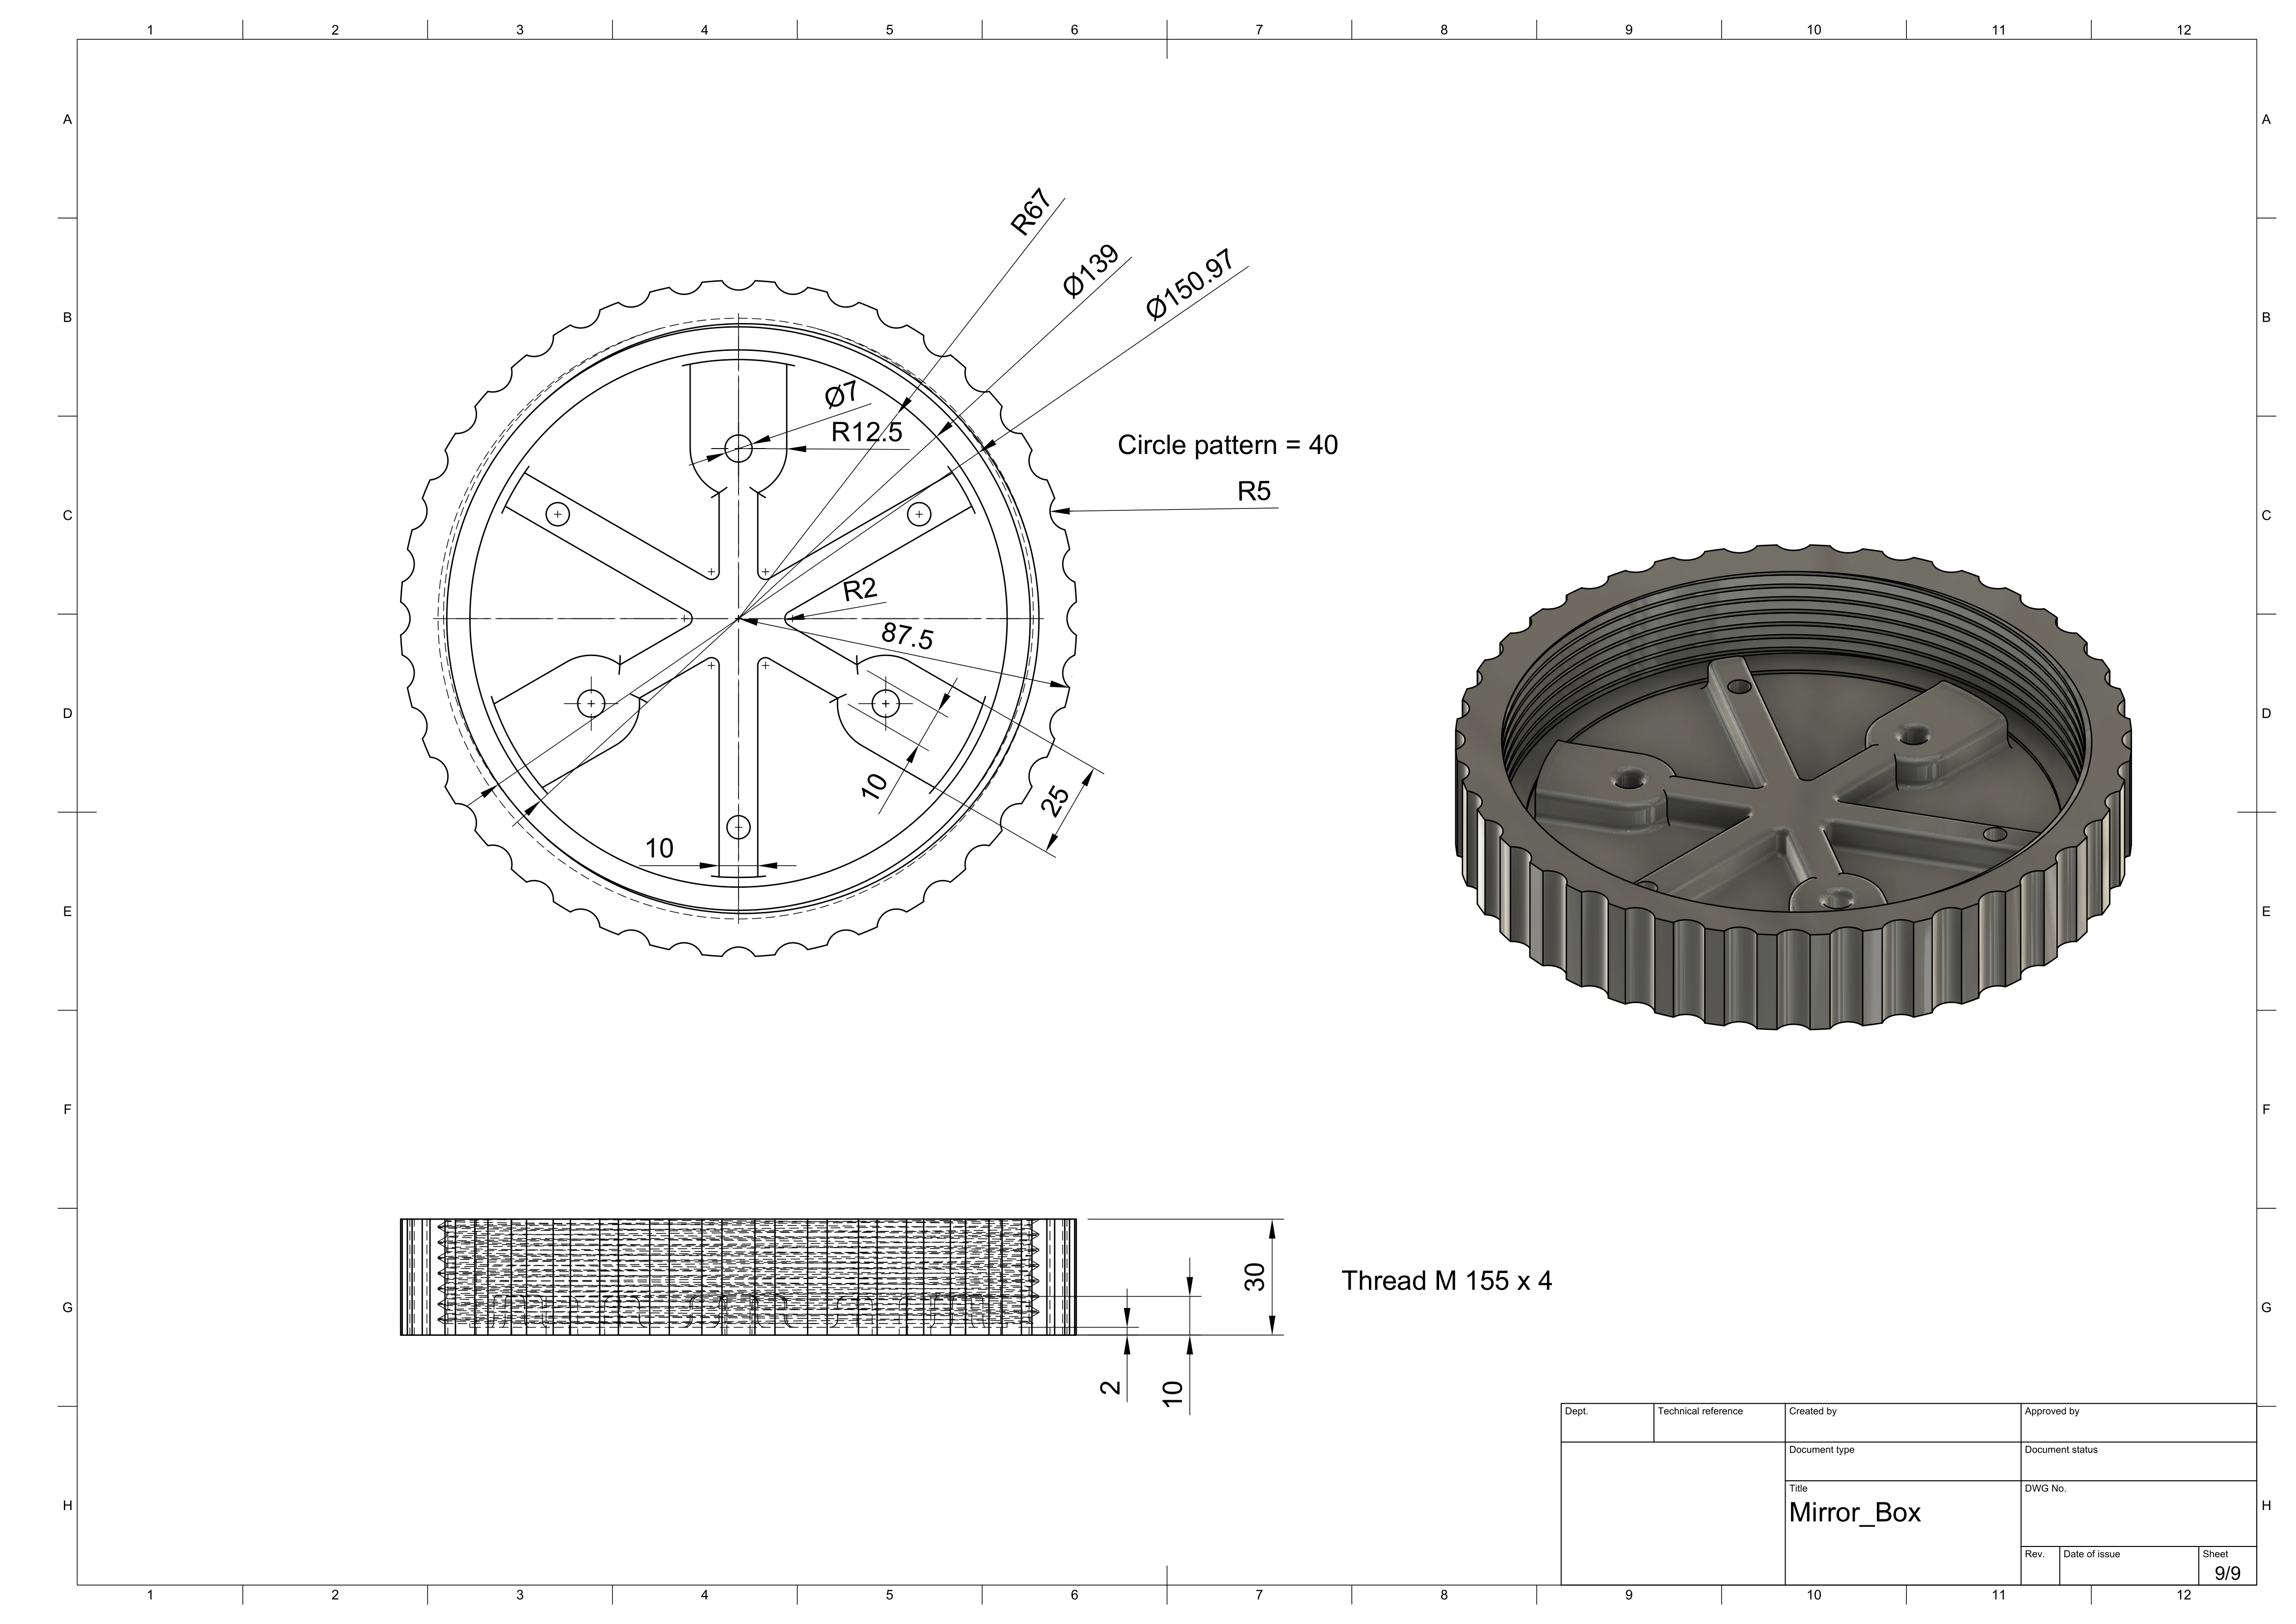 1 2 3 4 5 6 7 8 9 10 11 12
A A
B B
C C
D D
E E
F F
G G
H H
R67
Ø139
Ø150.97
Ø7
R12.5
Circle pattern = 40
R5
R2
87.5
10
25
10
30
Thread M 155 x 4
2
10
Dept. Technical reference Created by Approved by
Document type Document status
Title DWG No.
Mirror_Box
Rev. Date of issue Sheet
9/9
1 2 3 4 5 6 7 8 9 10 11 12